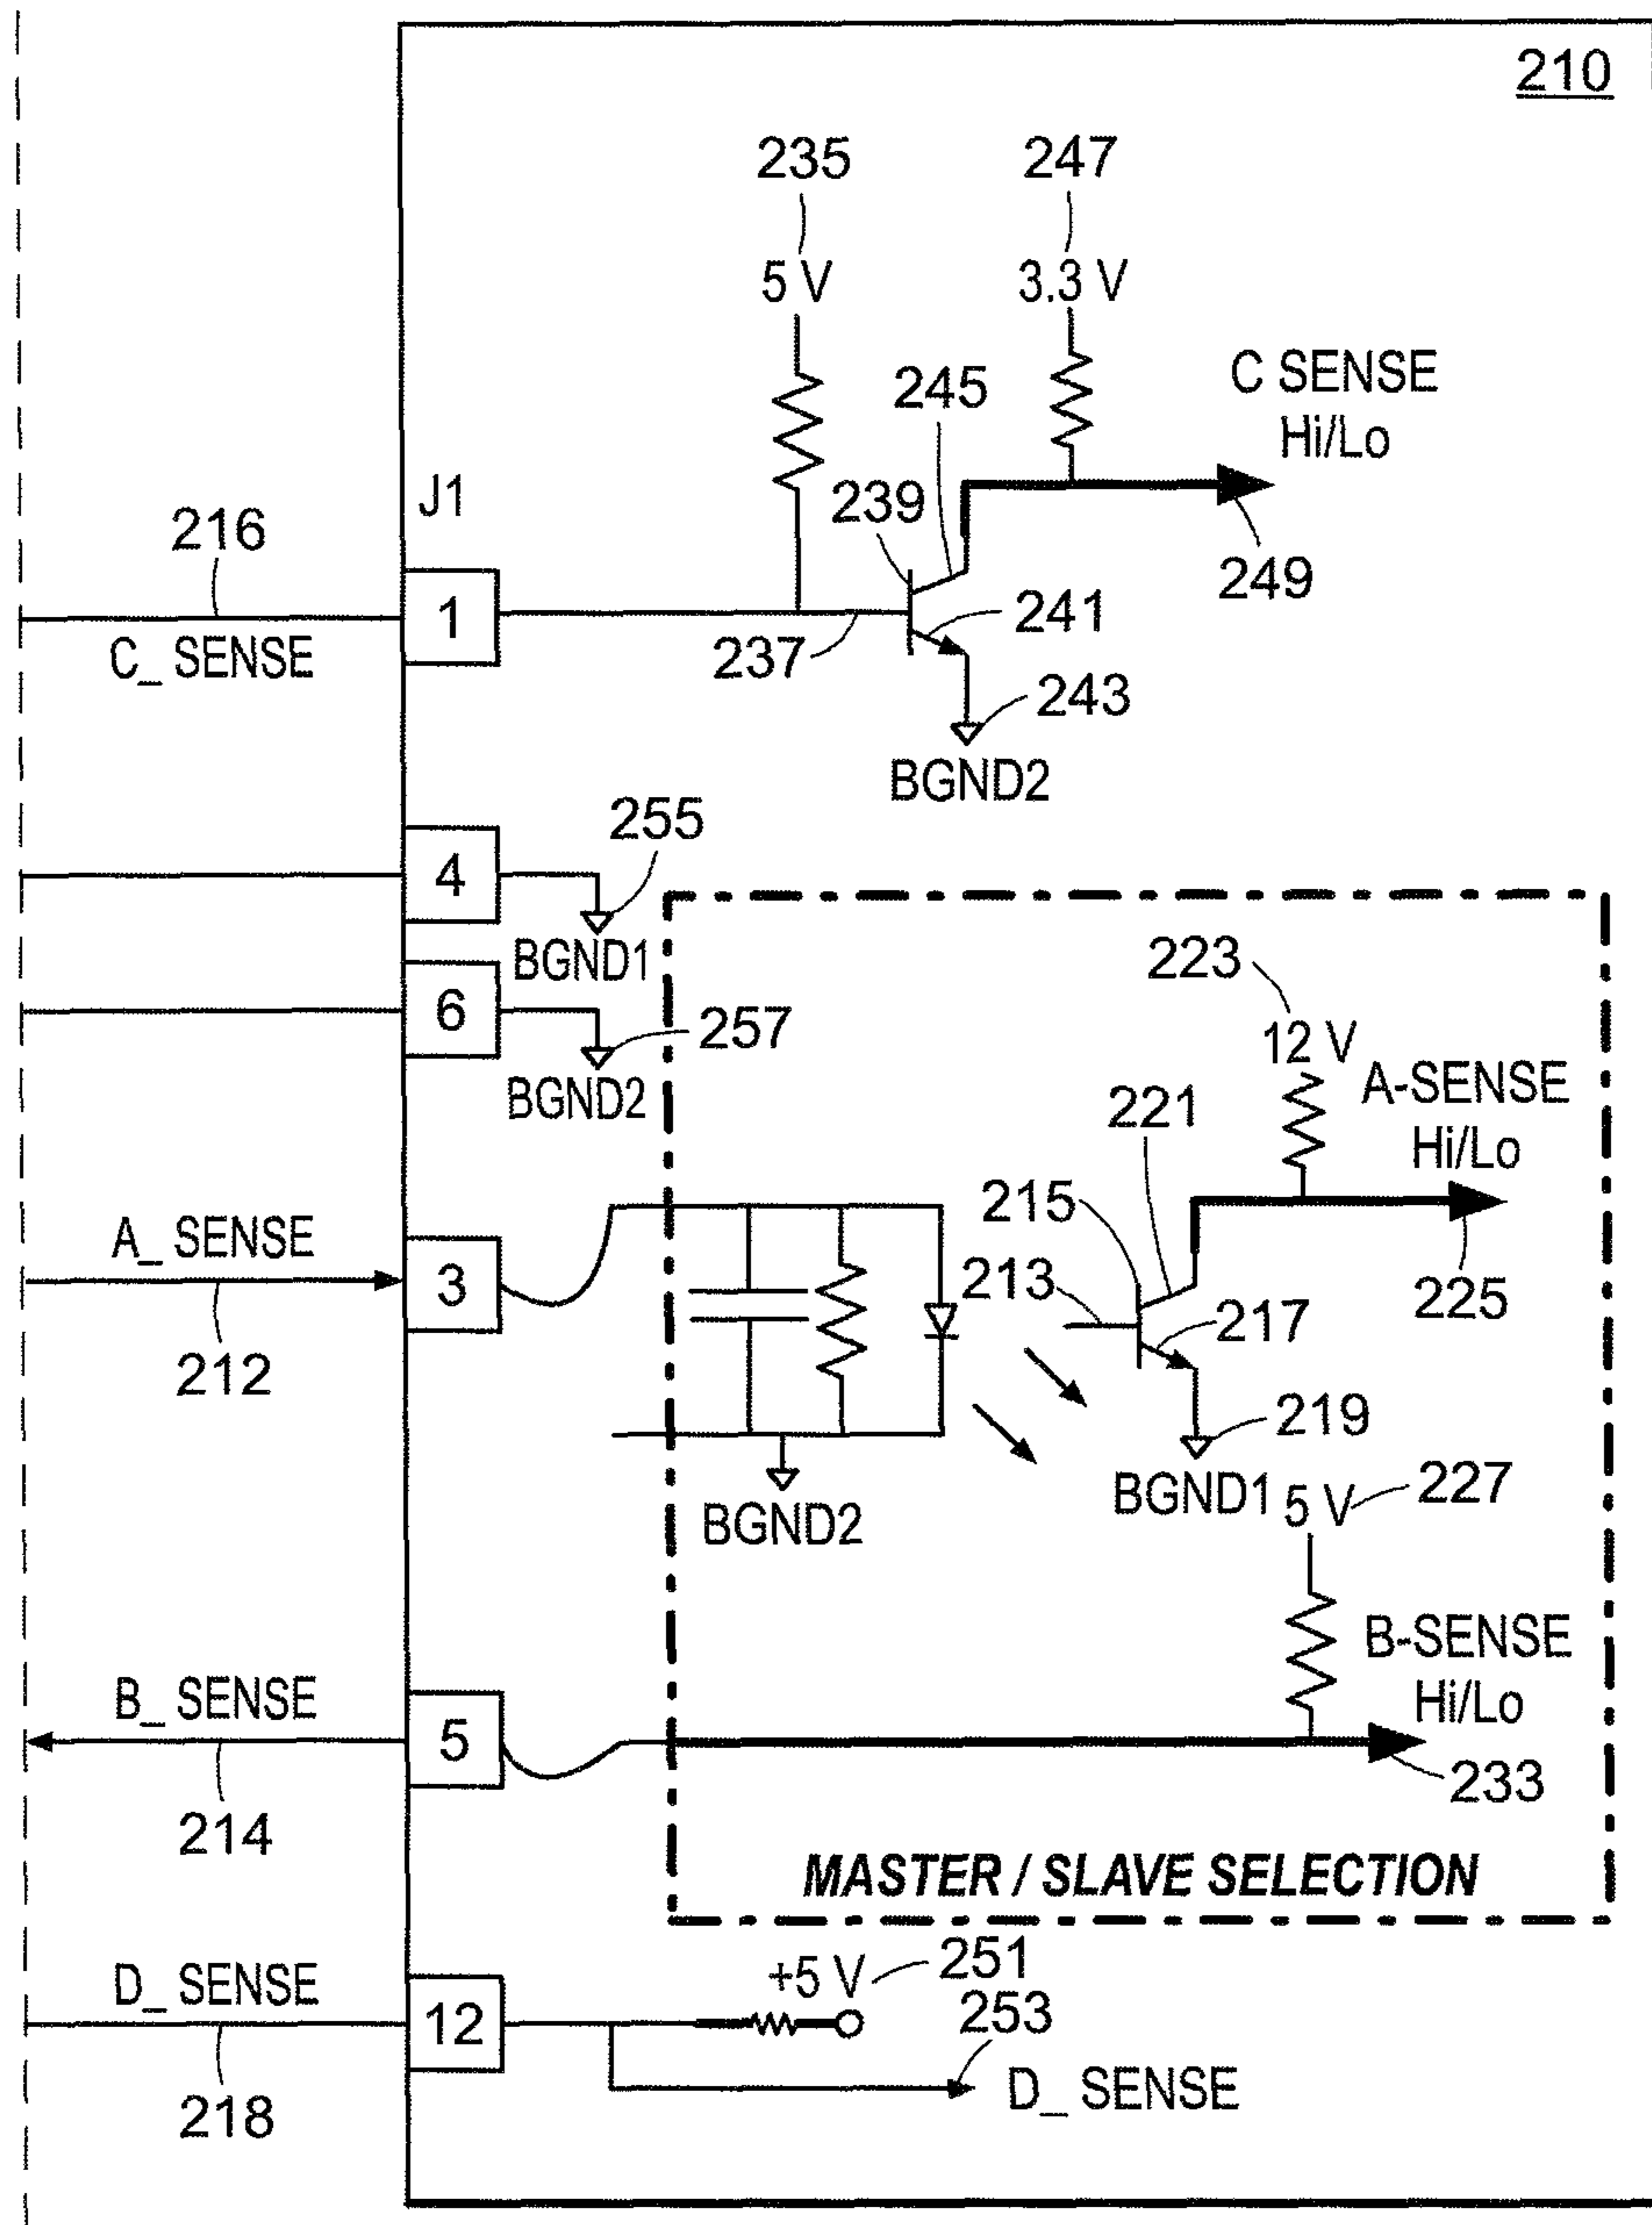 210
235
247
5 V
3.3 V
C SENSE
Hi/Lo
245
239
249
J1
216
1
C_ SENSE
237
241
243
BGND2
255
4
BGND1
6
257
BGND2
223
12 V
A-SENSE
Hi/Lo
221
215
213
217
225
A_ SENSE
3
212
219
BGND2
BGND1
5 V
227
B-SENSE
Hi/Lo
B_ SENSE
5
233
214
MASTER / SLAVE SELECTION
D_ SENSE
+5 V
251
12
253
D_ SENSE
218